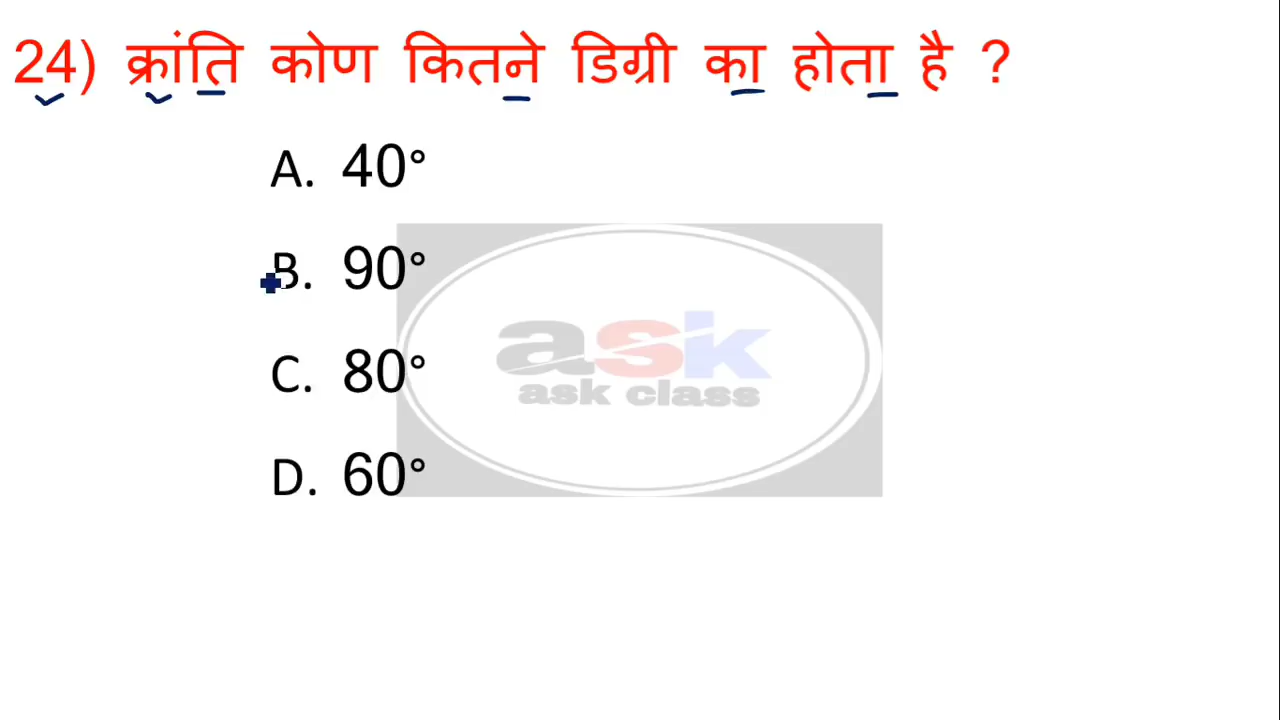 24) क्रांति कोण कितने डिग्री का होता है ?
A. 40°
B. 90°
C. 80°
D. 60°
ask
ask class